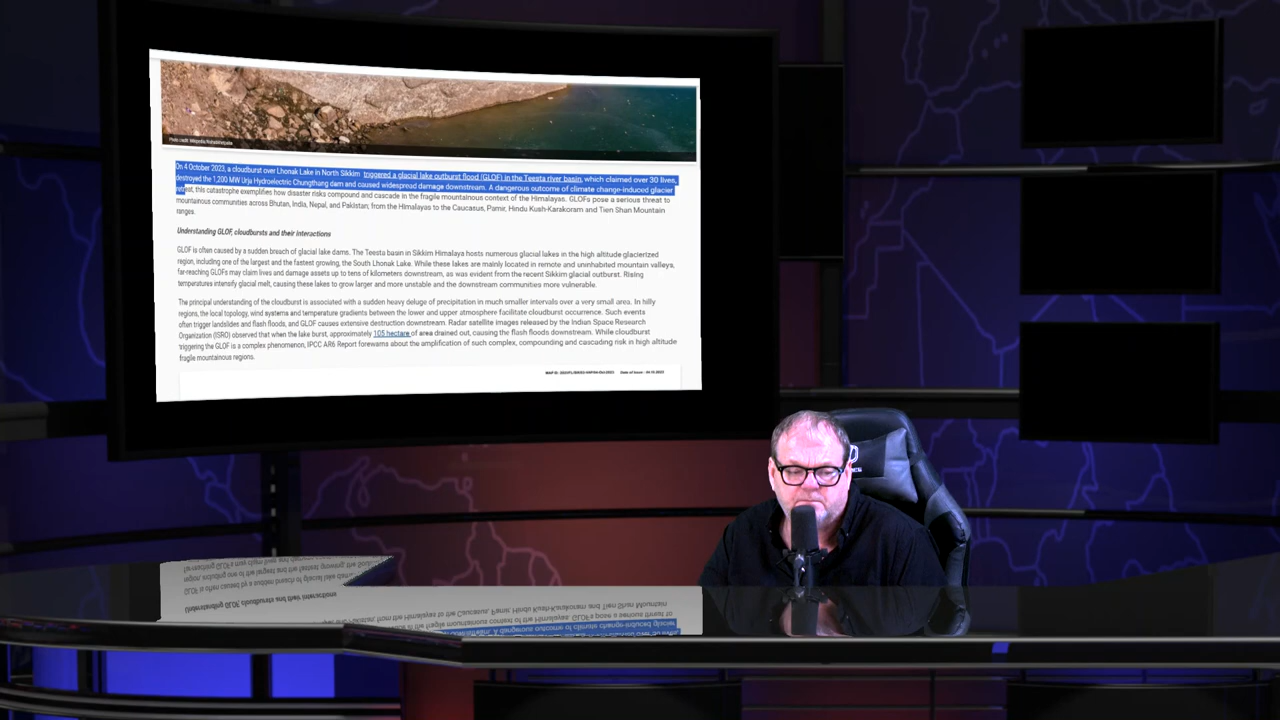 On 4 October 2023, a cloudburst over Lhonak Lake in North Sikkim triggered a glacial lake outburst flood (GLOF) in the Teesta river basin, which claimed over 30 lives,
destroyed the 1,200 MW Urja Hydroelectric Chungthang dam and caused widespread damage downstream. A dangerous outcome of climate change-induced glacier
retreat, this catastrophe exemplifies how disaster risks compound and cascade in the fragile mountainous context of the Himalayas. GLOFs pose a serious threat to
mountainous communities across Bhutan, India, Nepal, and Pakistan; from the Himalayas to the Caucasus, Pamir, Hindu Kush-Karakoram and Tien Shan Mountain
ranges.
Understanding GLOF, cloudbursts and their interactions
GLOF is often caused by a sudden breach of glacial lake dams. The Teesta basin in Sikkim Himalaya hosts numerous glacial lakes in the high altitude glacierized
region, including one of the largest and the fastest growing, the South Lhonak Lake. While these lakes are mainly located in remote and uninhabited mountain valleys,
far-reaching GLOFs may claim lives and damage assets up to tens of kilometers downstream, as was evident from the recent Sikkim glacial outburst. Rising
temperatures intensify glacial melt, causing these lakes to grow larger and more unstable and the downstream communities more vulnerable.
The principal understanding of the cloudburst is associated with a sudden heavy deluge of precipitation in much smaller intervals over a very small area. In hilly
regions, the local topology, wind systems and temperature gradients between the lower and upper atmosphere facilitate cloudburst occurrence. Such events
often trigger landslides and flash floods, and GLOF causes extensive destruction downstream. Radar satellite images released by the Indian Space Research
Organization (ISRO) observed that when the lake burst, approximately 105 hectare of area drained out, causing the flash floods downstream. While cloudburst
triggering the GLOF is a complex phenomenon, IPCC AR6 Report forewarns about the amplification of such complex, compounding and cascading risk in high altitude
fragile mountainous regions.